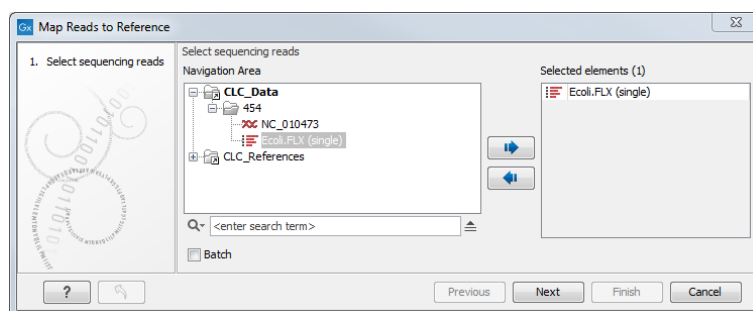 Gx Map Reads to Reference
1. Select sequencing reads
Select sequencing reads
Navigation Area
CLC_Data
454
NC_010473
Ecoli.FLX (single)
CLC_References
<enter search term>
Batch
Selected elements (1)
Ecoli.FLX (single)
?
Previous
Next
Finish
Cancel